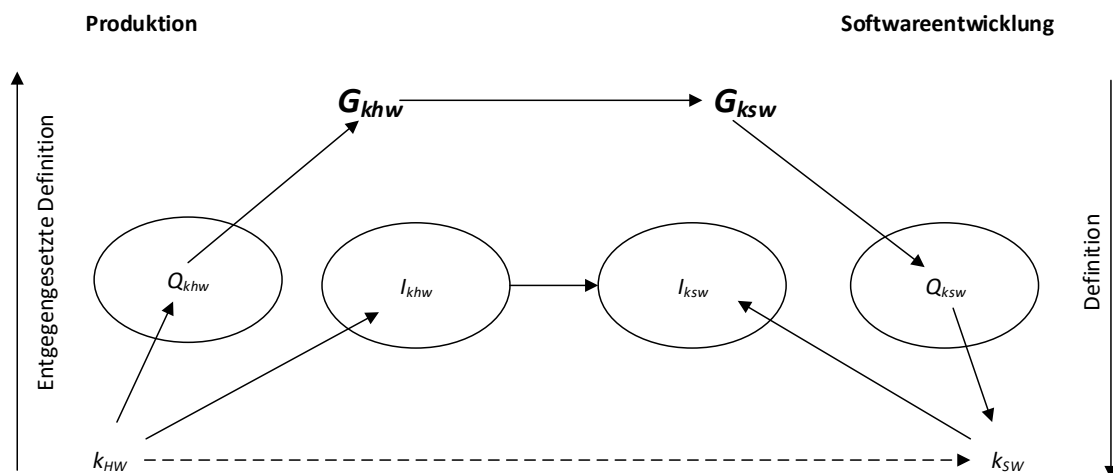 Produktion
Softwareentwicklung
Entgegengesetzte Definition
G_khw
G_ksw
Definition
Q_khw
I_khw
I_ksw
Q_ksw
k_HW
k_SW